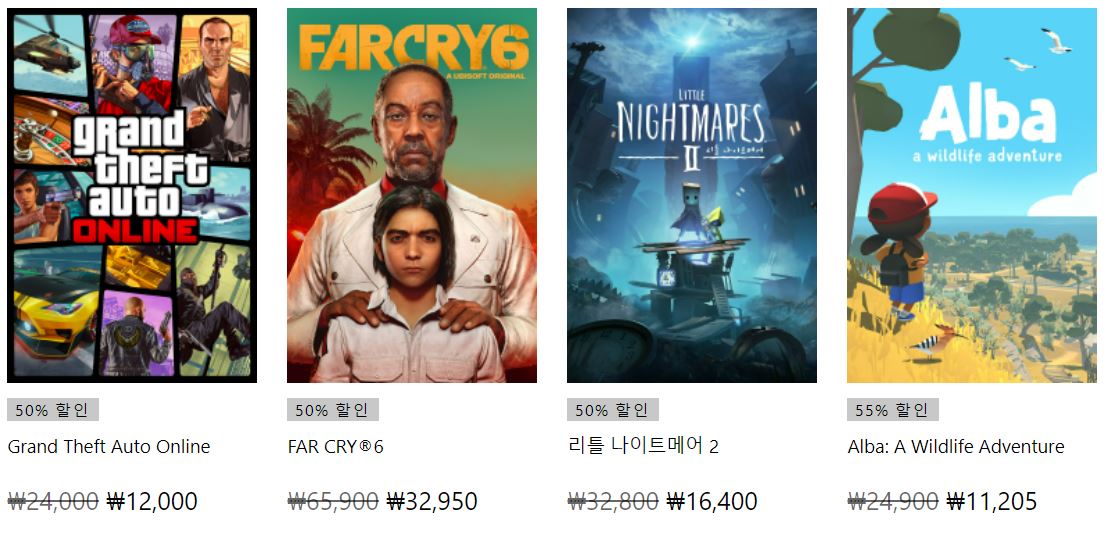 grand
theft
auto
ONLINE
50% 할인
Grand Theft Auto Online
₩24,000 ₩12,000
FARCRY6
A UBISOFT ORIGINAL
50% 할인
FAR CRY®6
₩65,900 ₩32,950
LITTLE
NIGHTMARES
II 리틀 나이트메어
50% 할인
리틀 나이트메어 2
₩32,800 ₩16,400
Alba
a wildlife adventure
55% 할인
Alba: A Wildlife Adventure
₩24,900 ₩11,205